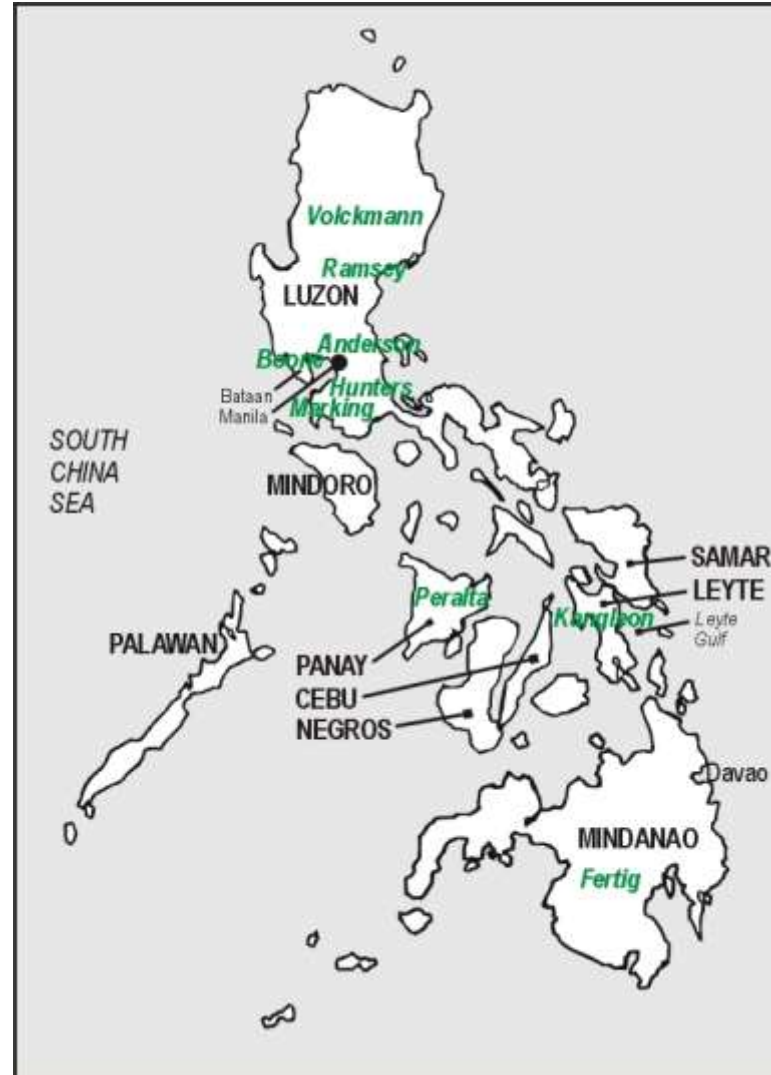 Volckmann
Ramsey
LUZON
Anderson
Boone
Hunters
Bataan
Manila
Marking
SOUTH
CHINA
SEA
MINDORO
SAMAR
LEYTE
Leyte
Gulf
Peralta
Kangleon
PALAWAN
PANAY
CEBU
NEGROS
Davao
MINDANAO
Fertig